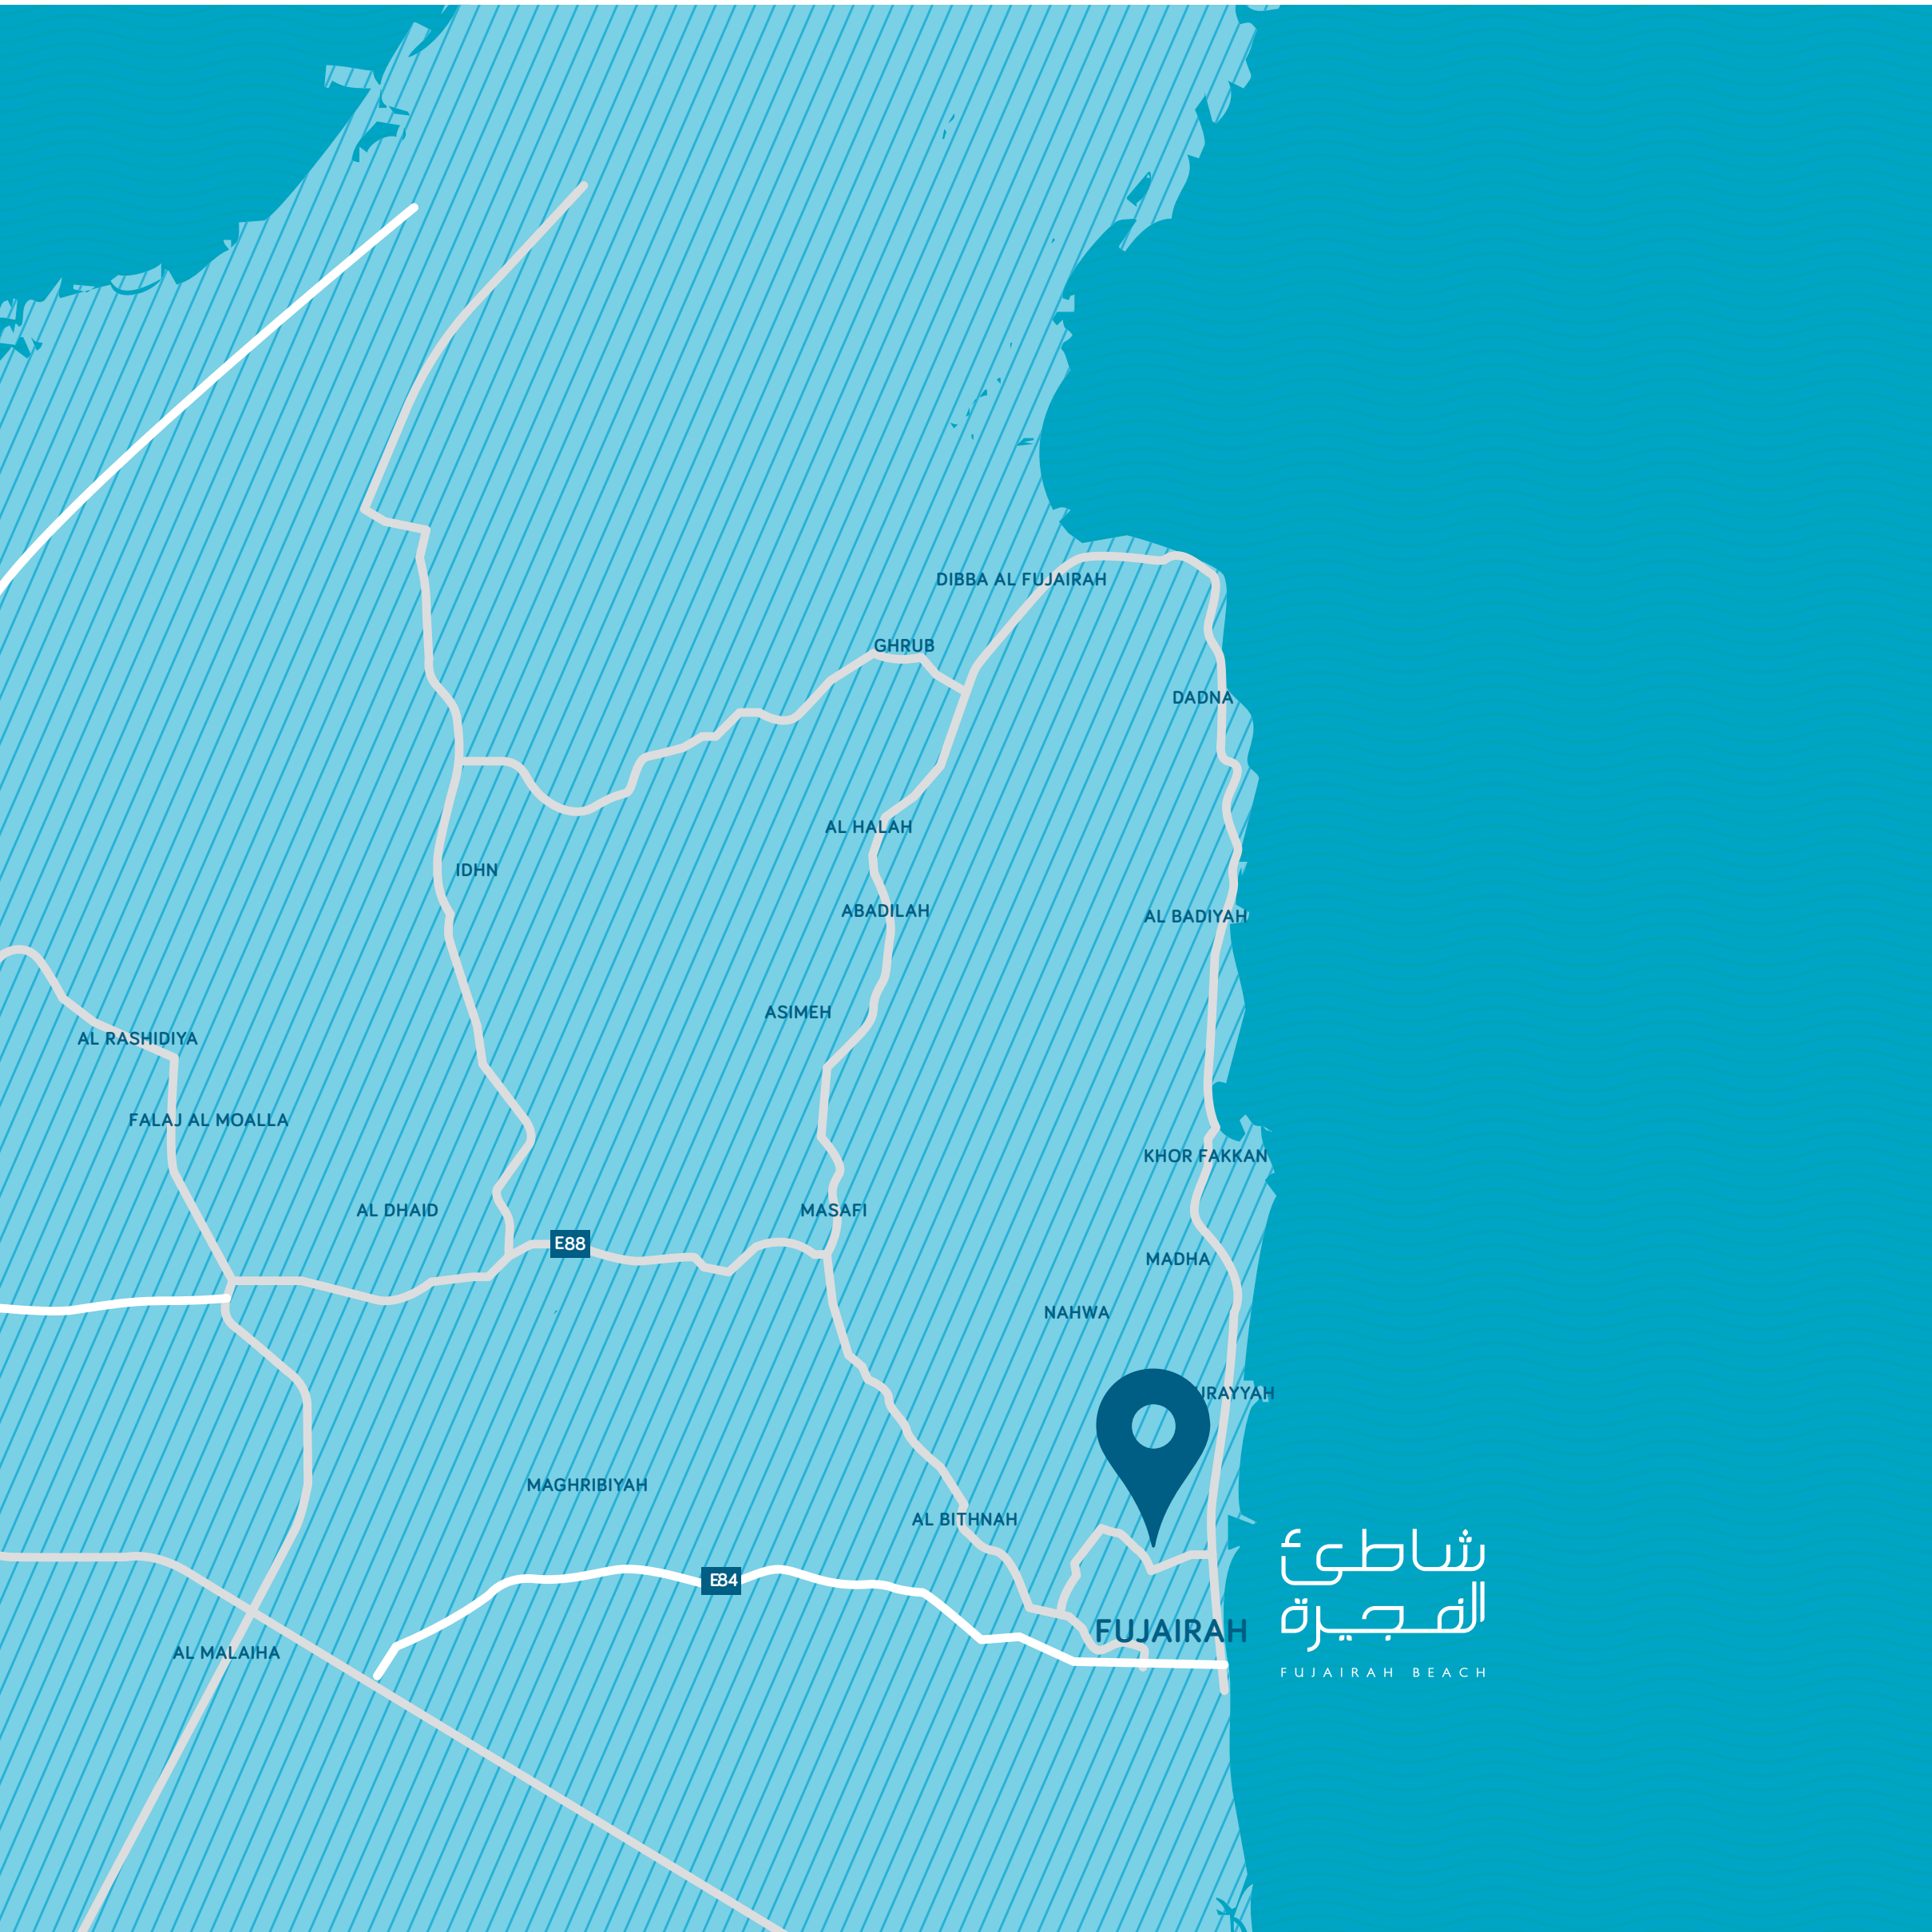 DIBBA AL FUJAIRAH
GHRUB
DADNA
AL HALAH
IDHN
ABADILAH
AL BADIYAH
ASIMEH
AL RASHIDIYA
FALAJ AL MOALLA
KHOR FAKKAN
AL DHAID
MASAFI
E88
MADHA
NAHWA
MAGHRIBIYAH
AL BITHNAH
شاطئ
الفجيرة
E84
FUJAIRAH
AL MALAIHA
FUJAIRAH BEACH